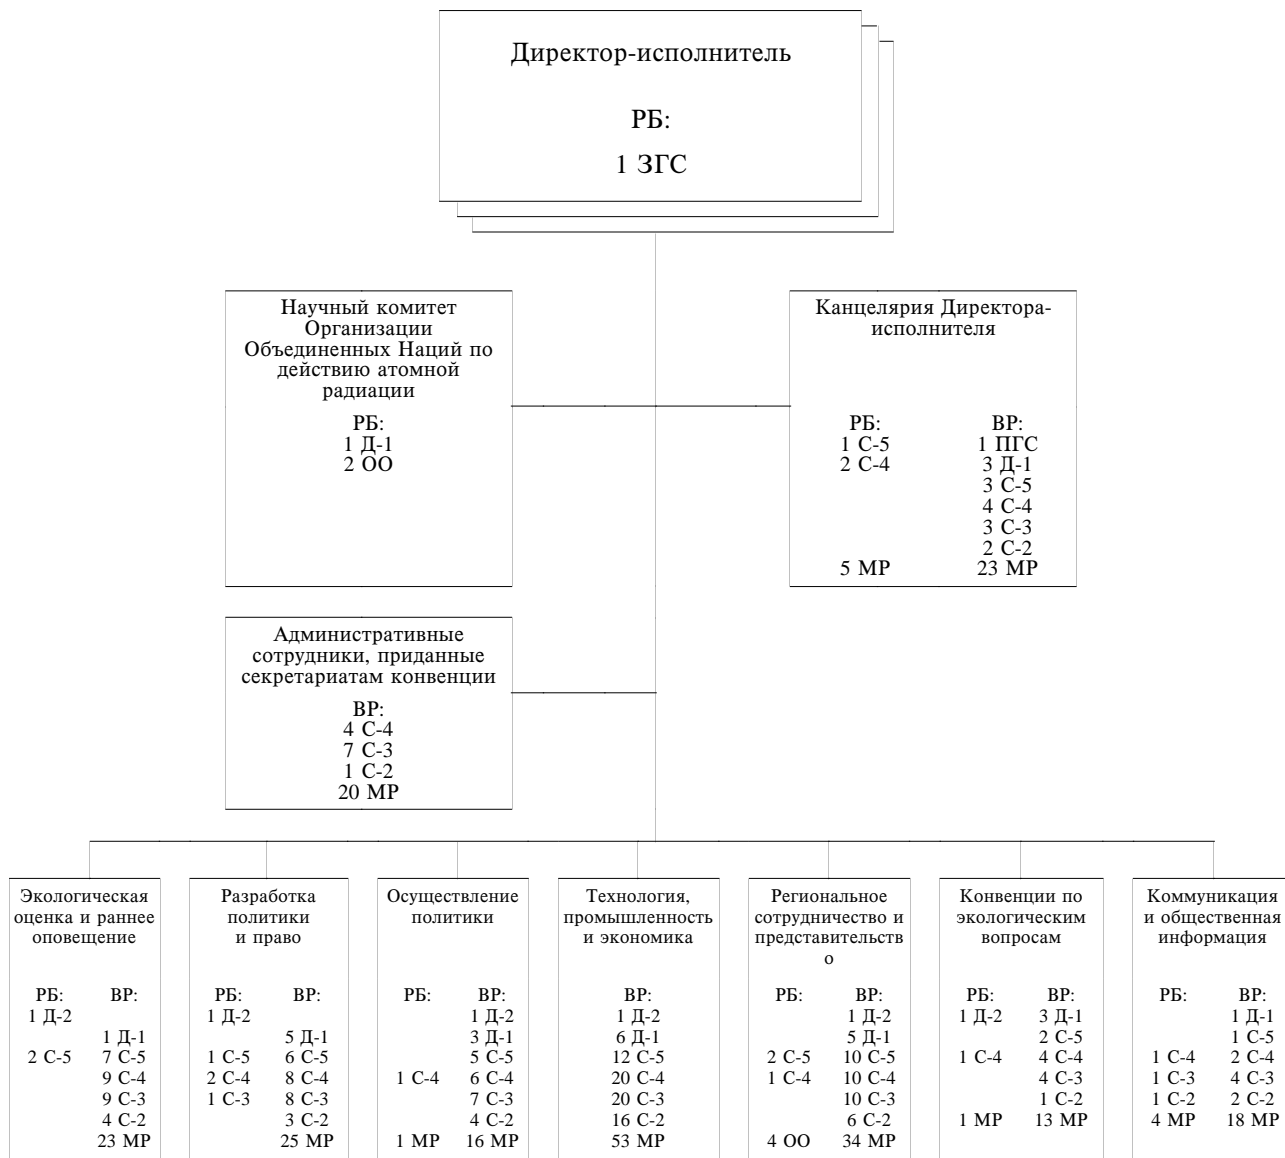 Директор-исполнитель
РБ:
1 ЗГС
Научный комитет
Организации
Объединенных Наций по
действию атомной
радиации
РБ:
1 Д-1
2 ОО
Канцелярия Директора-
исполнителя
РБ: ВР:
1 С-5 1 ПГС
2 С-4 3 Д-1
3 С-5
4 С-4
3 С-3
2 С-2
5 МР 23 МР
Административные
сотрудники, приданные
секретариатам конвенции
ВР:
4 С-4
7 С-3
1 С-2
20 МР
Экологическая
оценка и раннее
оповещение
РБ: ВР:
1 Д-2
1 Д-1
2 С-5 7 С-5
9 С-4
9 С-3
4 С-2
23 МР
Разработка
политики
и право
РБ: ВР:
1 Д-2
5 Д-1
1 С-5 6 С-5
2 С-4 8 С-4
1 С-3 8 С-3
3 С-2
25 МР
Осуществление
политики
РБ: ВР:
1 Д-2
3 Д-1
5 С-5
1 С-4 6 С-4
7 С-3
4 С-2
1 МР 16 МР
Технология,
промышленность
и экономика
ВР:
1 Д-2
6 Д-1
12 С-5
20 С-4
20 С-3
16 С-2
53 МР
Региональное
сотрудничество и
представительств
о
РБ: ВР:
1 Д-2
5 Д-1
2 С-5 10 С-5
1 С-4 10 С-4
10 С-3
6 С-2
4 ОО 34 МР
Конвенции по
экологическим
вопросам
РБ: ВР:
1 Д-2 3 Д-1
2 С-5
1 С-4 4 С-4
4 С-3
1 С-2
1 МР 13 МР
Коммуникация
и общественная
информация
РБ: ВР:
1 Д-1
1 С-5
1 С-4 2 С-4
1 С-3 4 С-3
1 С-2 2 С-2
4 МР 18 МР